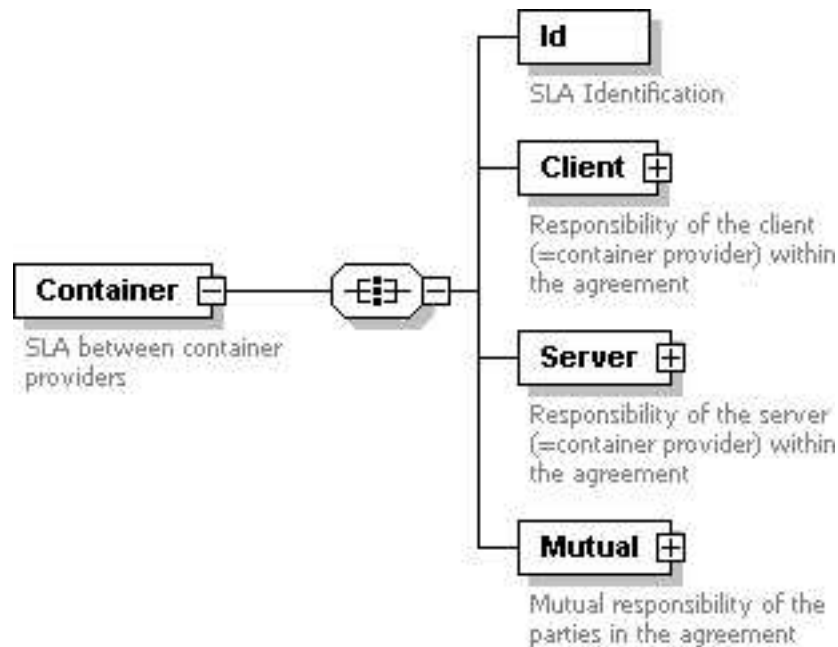 Id
SLA Identification
Client
Responsibility of the client
(=container provider) within
the agreement
Container
SLA between container
providers
Server
Responsibility of the server
(=container provider) within
the agreement
Mutual
Mutual responsibility of the
parties in the agreement